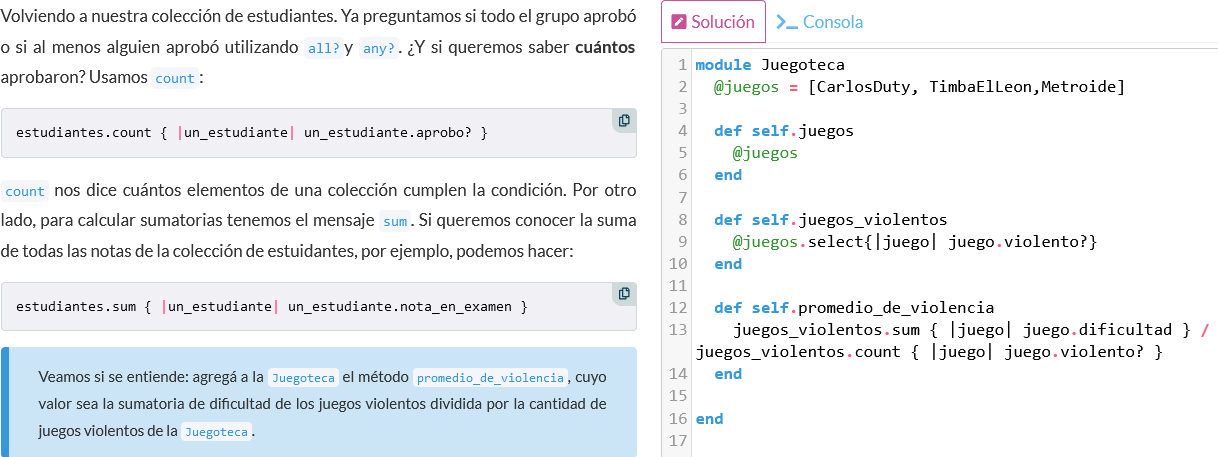 Volviendo a nuestra colección de estudiantes. Ya preguntamos si todo el grupo aprobó
o si al menos alguien aprobó utilizando all? y any? . ¿Y si queremos saber cuántos
aprobaron? Usamos count :
estudiantes.count { |un_estudiante| un_estudiante.aprobo? }
count nos dice cuántos elementos de una colección cumplen la condición. Por otro
lado, para calcular sumatorias tenemos el mensaje sum . Si queremos conocer la suma
de todas las notas de la colección de estuidantes, por ejemplo, podemos hacer:
estudiantes.sum { |un_estudiante| un_estudiante.nota_en_examen }
Veamos si se entiende: agregá a la Juegoteca el método promedio_de_violencia , cuyo
valor sea la sumatoria de dificultad de los juegos violentos dividida por la cantidad de
juegos violentos de la Juegoteca .
Solución Consola
1 module Juegoteca
2 @juegos = [CarlosDuty, TimbaElLeon,Metroide]
3
4 def self.juegos
5 @juegos
6 end
7
8 def self.juegos_violentos
9 @juegos.select{|juego| juego.violento?}
10 end
11
12 def self.promedio_de_violencia
13 juegos_violentos.sum { |juego| juego.dificultad } /
juegos_violentos.count { |juego| juego.violento? }
14 end
15
16 end
17